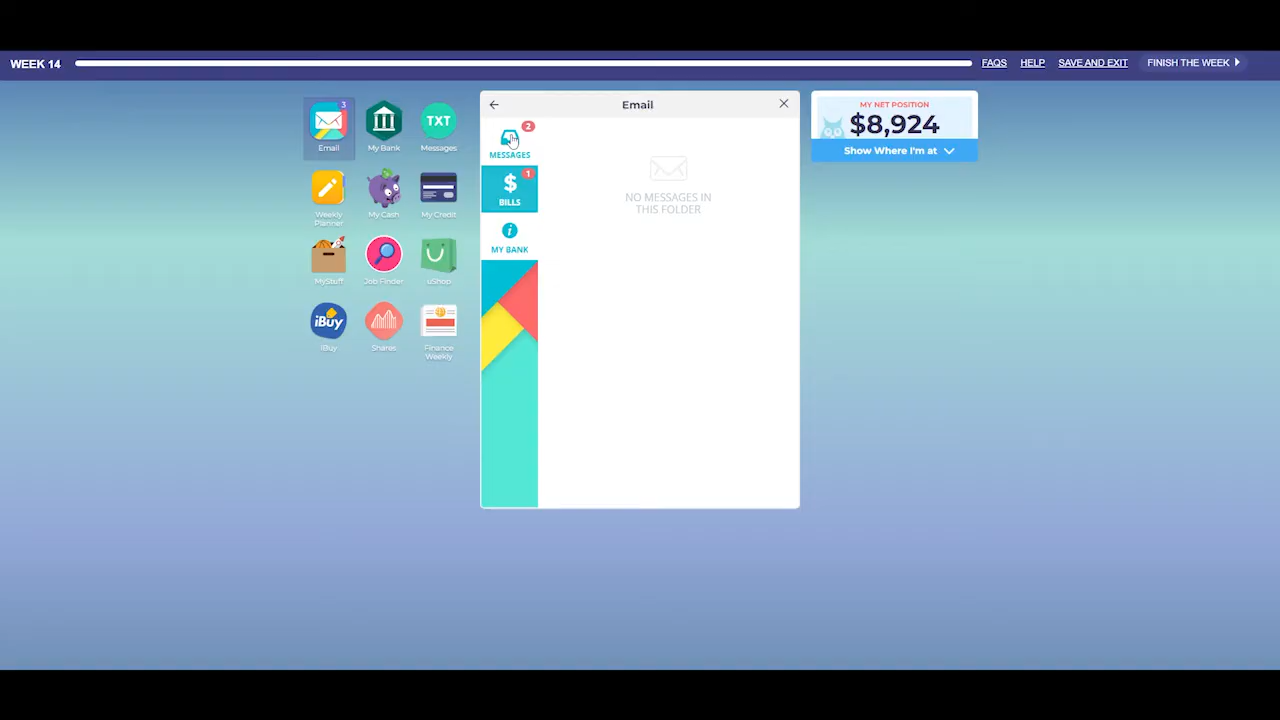 WEEK 14
FAQS
HELP
SAVE AND EXIT
FINISH THE WEEK
3
Email
My Bank
TXT
Messages
Weekly
Planner
My Cash
My Credit
MyStuff
Job Finder
uShop
iBuy
iBuy
Shares
Finance
Weekly
Email
2
MESSAGES
$
1
BILLS
i
MY BANK
NO MESSAGES IN
THIS FOLDER
MY NET POSITION
$8,924
Show Where I'm at